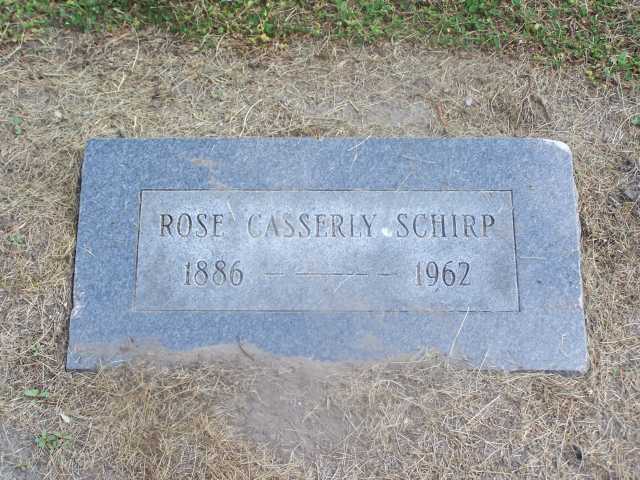 ROSE CASSERLY SCHIRP
1886 — — — 1962